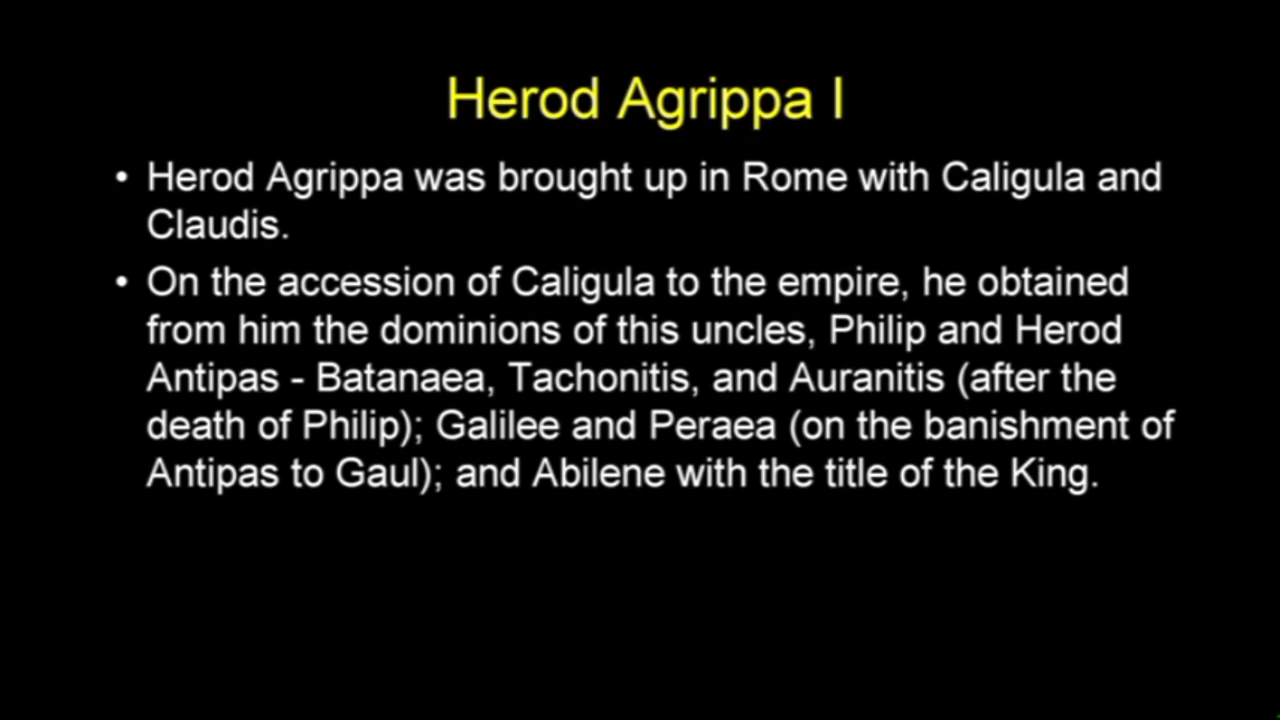 Herod Agrippa I
• Herod Agrippa was brought up in Rome with Caligula and
Claudis.
• On the accession of Caligula to the empire, he obtained
from him the dominions of this uncles, Philip and Herod
Antipas - Batanaea, Tachonitis, and Auranitis (after the
death of Philip); Galilee and Peraea (on the banishment of
Antipas to Gaul); and Abilene with the title of the King.